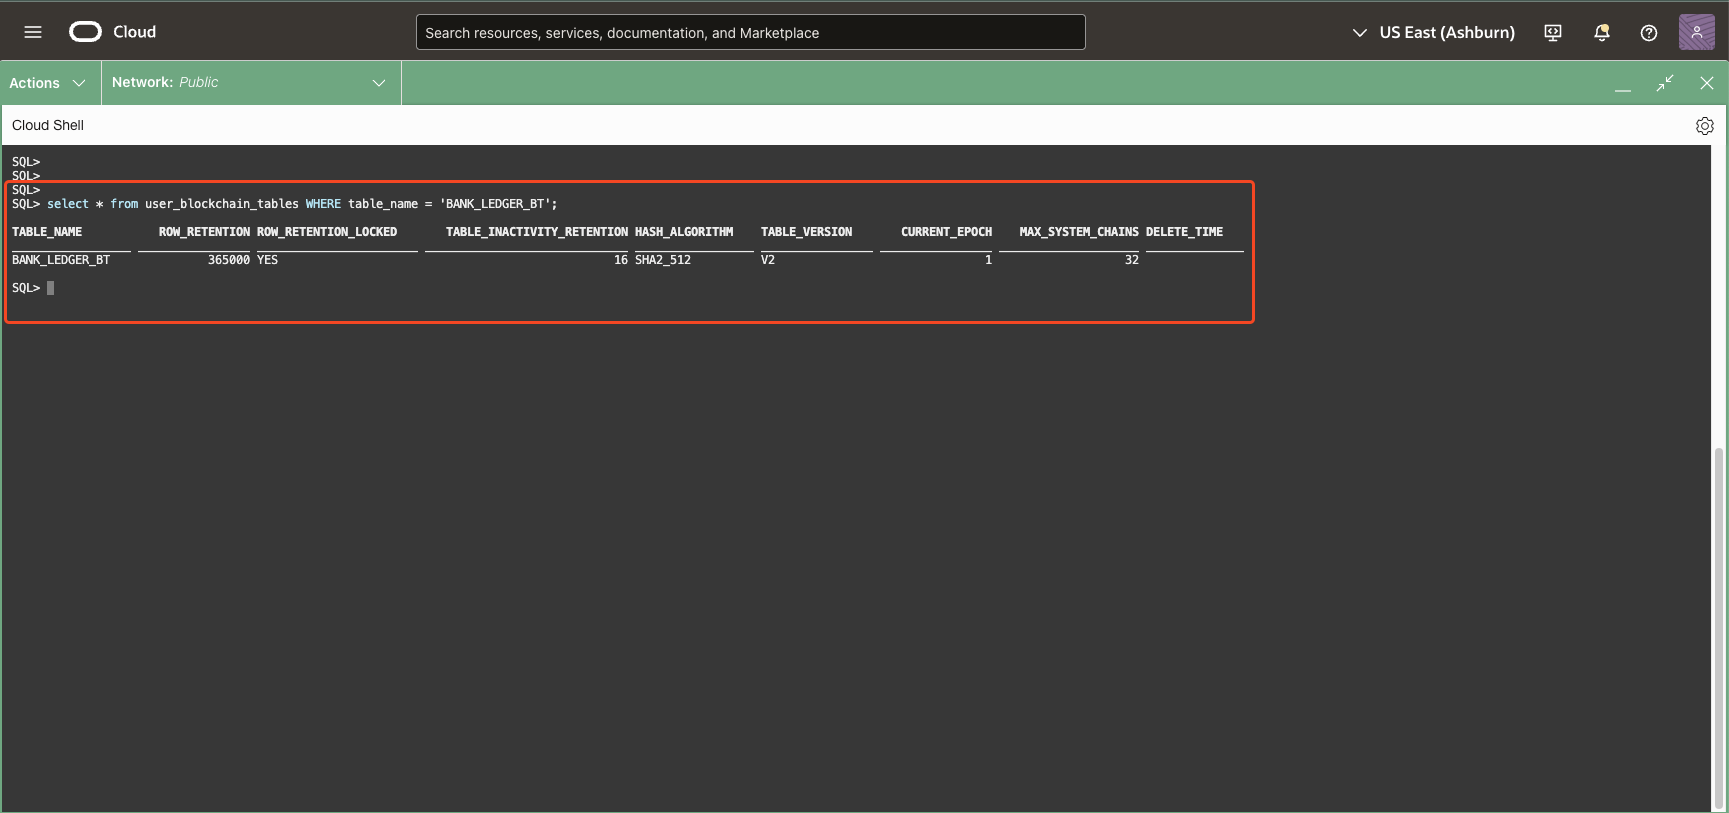 Cloud
Search resources, services, documentation, and Marketplace
US East (Ashburn)
Actions
Network: Public
Cloud Shell
SQL>
SQL>
SQL>
SQL> select * from user_blockchain_tables WHERE table_name = 'BANK_LEDGER_BT';
TABLE_NAME ROW_RETENTION ROW_RETENTION_LOCKED TABLE_INACTIVITY_RETENTION HASH_ALGORITHM TABLE_VERSION CURRENT_EPOCH MAX_SYSTEM_CHAINS DELETE_TIME
BANK_LEDGER_BT 365000 YES 16 SHA2_512 V2 1 32
SQL>